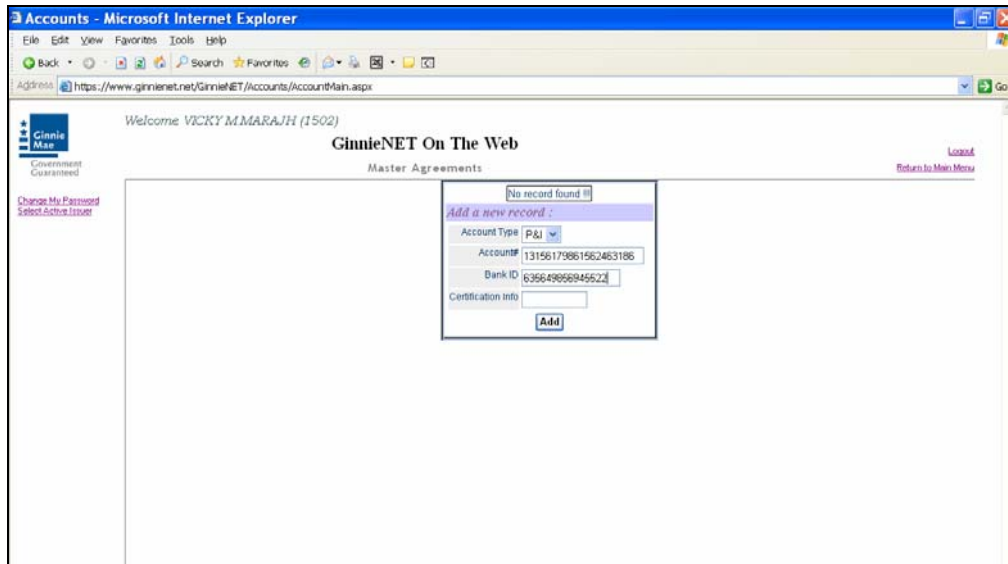 Accounts - Microsoft Internet Explorer
File Edit View Favorites Tools Help
Back Search Favorites
Address https://www.ginnienet.net/GinnieNET/Accounts/AccountMain.aspx Go
Welcome VICKY M MARAJH (1502)
Ginnie Mae
Government Guaranteed
GinnieNET On The Web
Logout
Master Agreements
Return to Main Menu
Change My Password
Select Active Issuer
No record found !!!
Add a new record :
Account Type P&I
Account# 13156179861562463186
Bank ID 635649856945522
Certification Info
Add